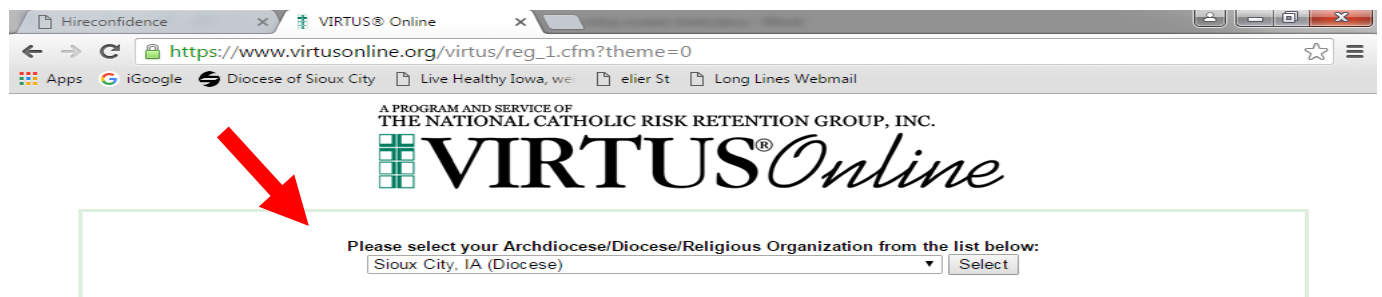 Hireconfidence
VIRTUS® Online
https://www.virtusonline.org/virtus/reg_1.cfm?theme=0
Apps iGoogle Diocese of Sioux City Live Healthy Iowa, we elier St Long Lines Webmail
A PROGRAM AND SERVICE OF
THE NATIONAL CATHOLIC RISK RETENTION GROUP, INC.
VIRTUS® Online
Please select your Archdiocese/Diocese/Religious Organization from the list below:
Sioux City, IA (Diocese) Select